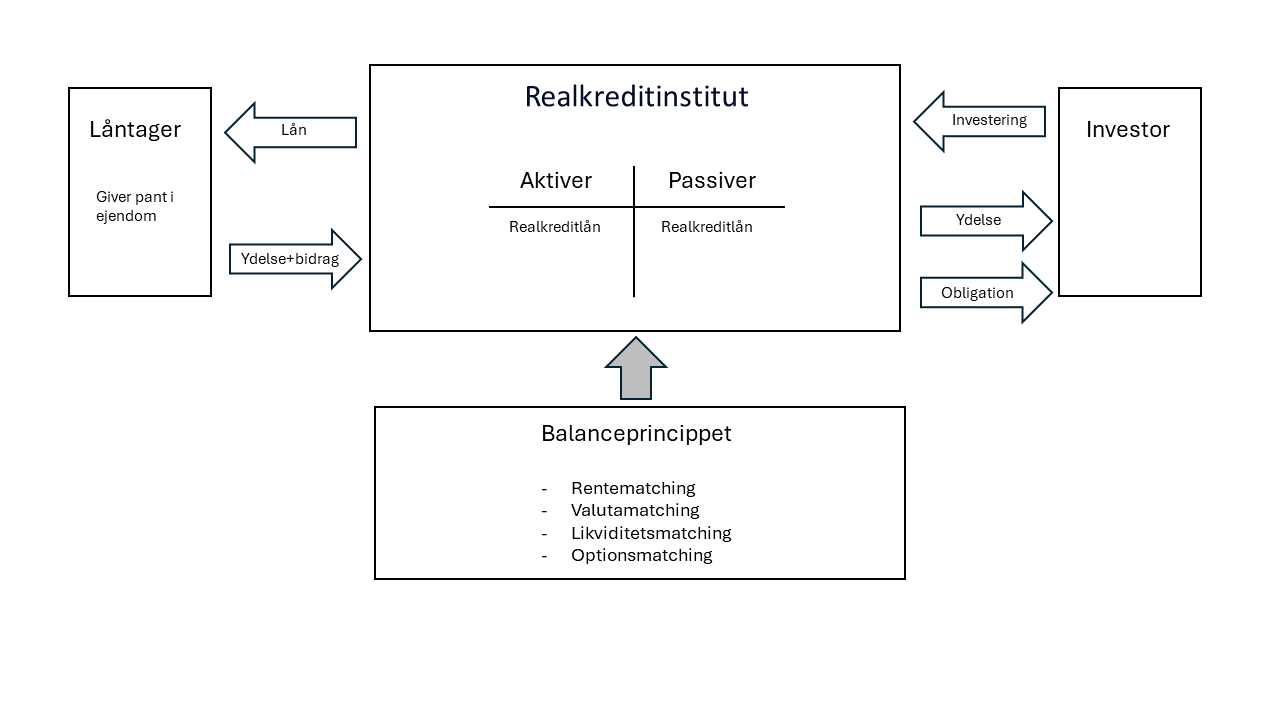 Realkreditinstitut
Låntager
Giver pant i
ejendom
Lån
Ydelse+bidrag
Aktiver
Passiver
Realkreditlån
Realkreditlån
Investering
Ydelse
Obligation
Investor
Balanceprincippet
- Rentematching
- Valutamatching
- Likviditetsmatching
- Optionsmatching